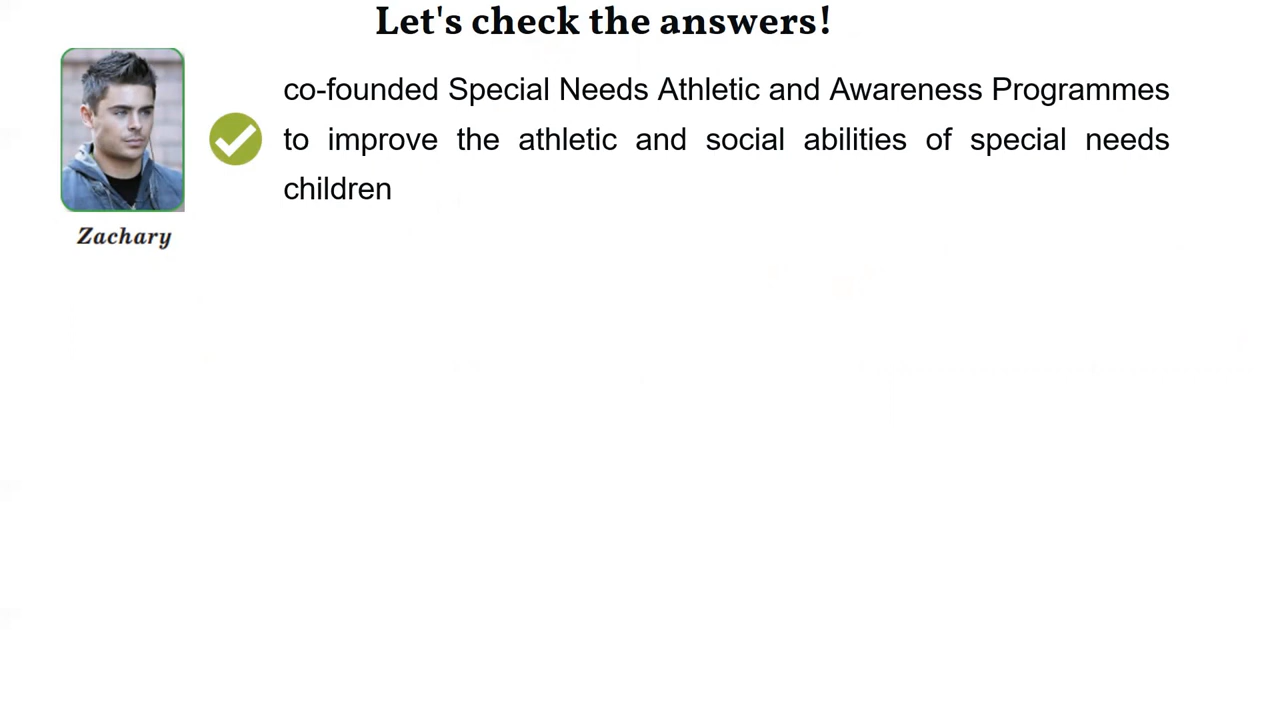 Let's check the answers!
co-founded Special Needs Athletic and Awareness Programmes
to improve the athletic and social abilities of special needs
children
Zachary